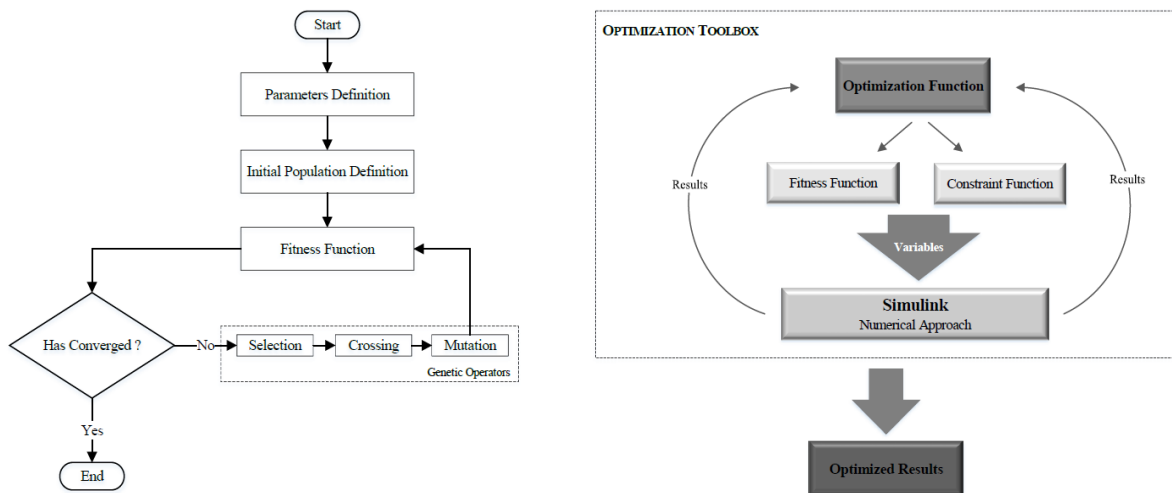 Start
Parameters Definition
Initial Population Definition
Fitness Function
Has Converged ?
No
Selection
Crossing
Mutation
Genetic Operators
Yes
End
OPTIMIZATION TOOLBOX
Optimization Function
Results
Fitness Function
Constraint Function
Results
Variables
Simulink
Numerical Approach
Optimized Results